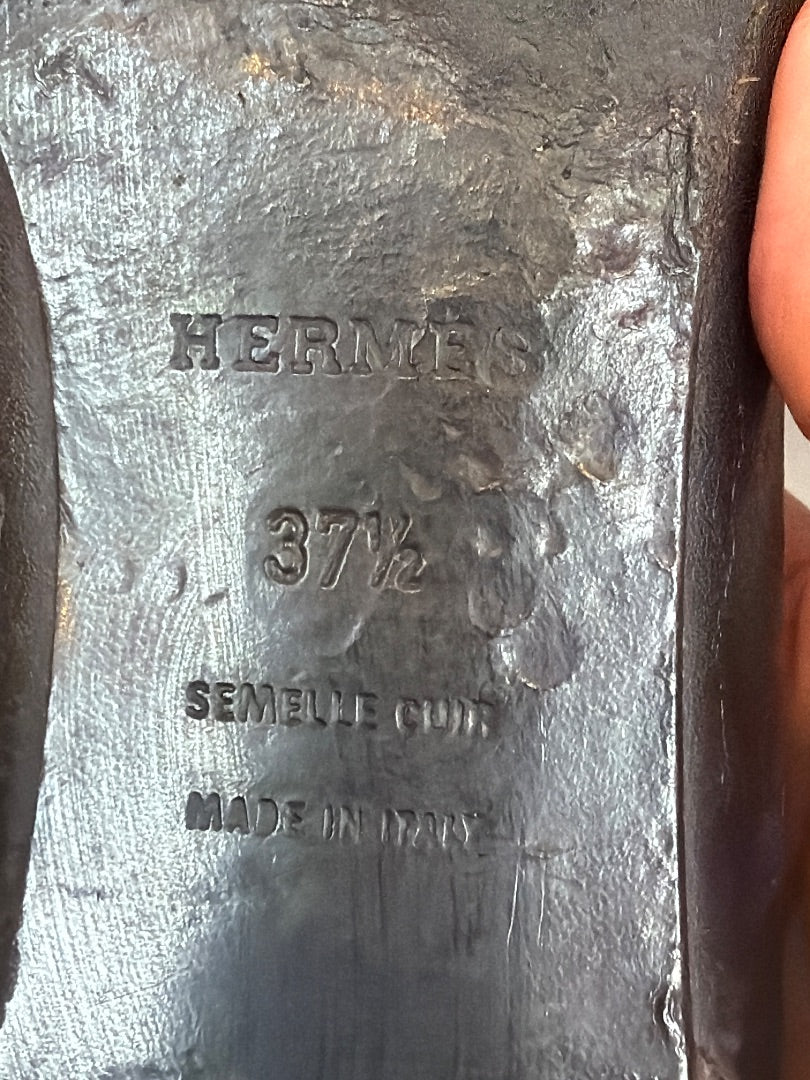 HERMÈS
37½
SEMELLE CUIR
MADE IN ITALY